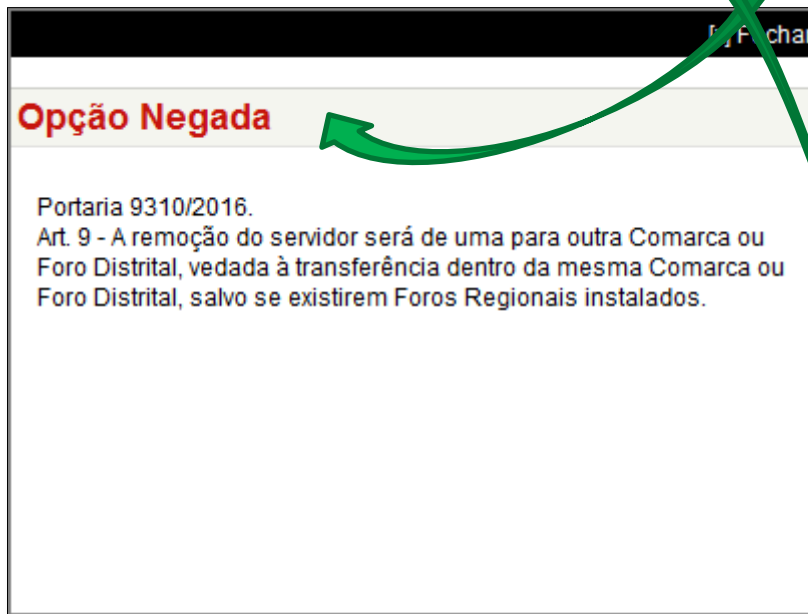 [x] Fechar
Opção Negada
Portaria 9310/2016.
Art. 9 - A remoção do servidor será de uma para outra Comarca ou
Foro Distrital, vedada à transferência dentro da mesma Comarca ou
Foro Distrital, salvo se existirem Foros Regionais instalados.